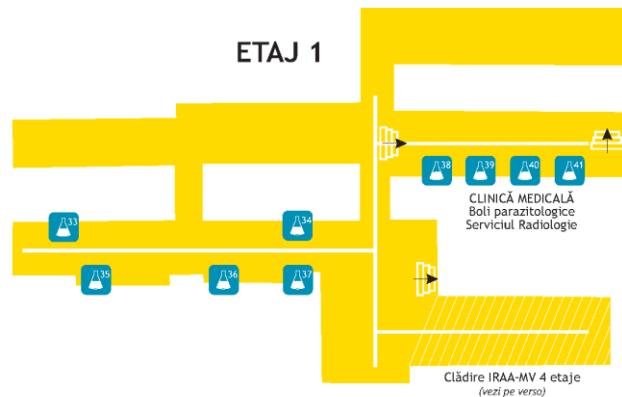 ETAJ 1
38 39 40 41
CLINICĂ MEDICALĂ
Boli parazitologice
Serviciul Radiologie
33 34
35 36 37
Clădire IRAA-MV 4 etaje
(vezi pe verso)